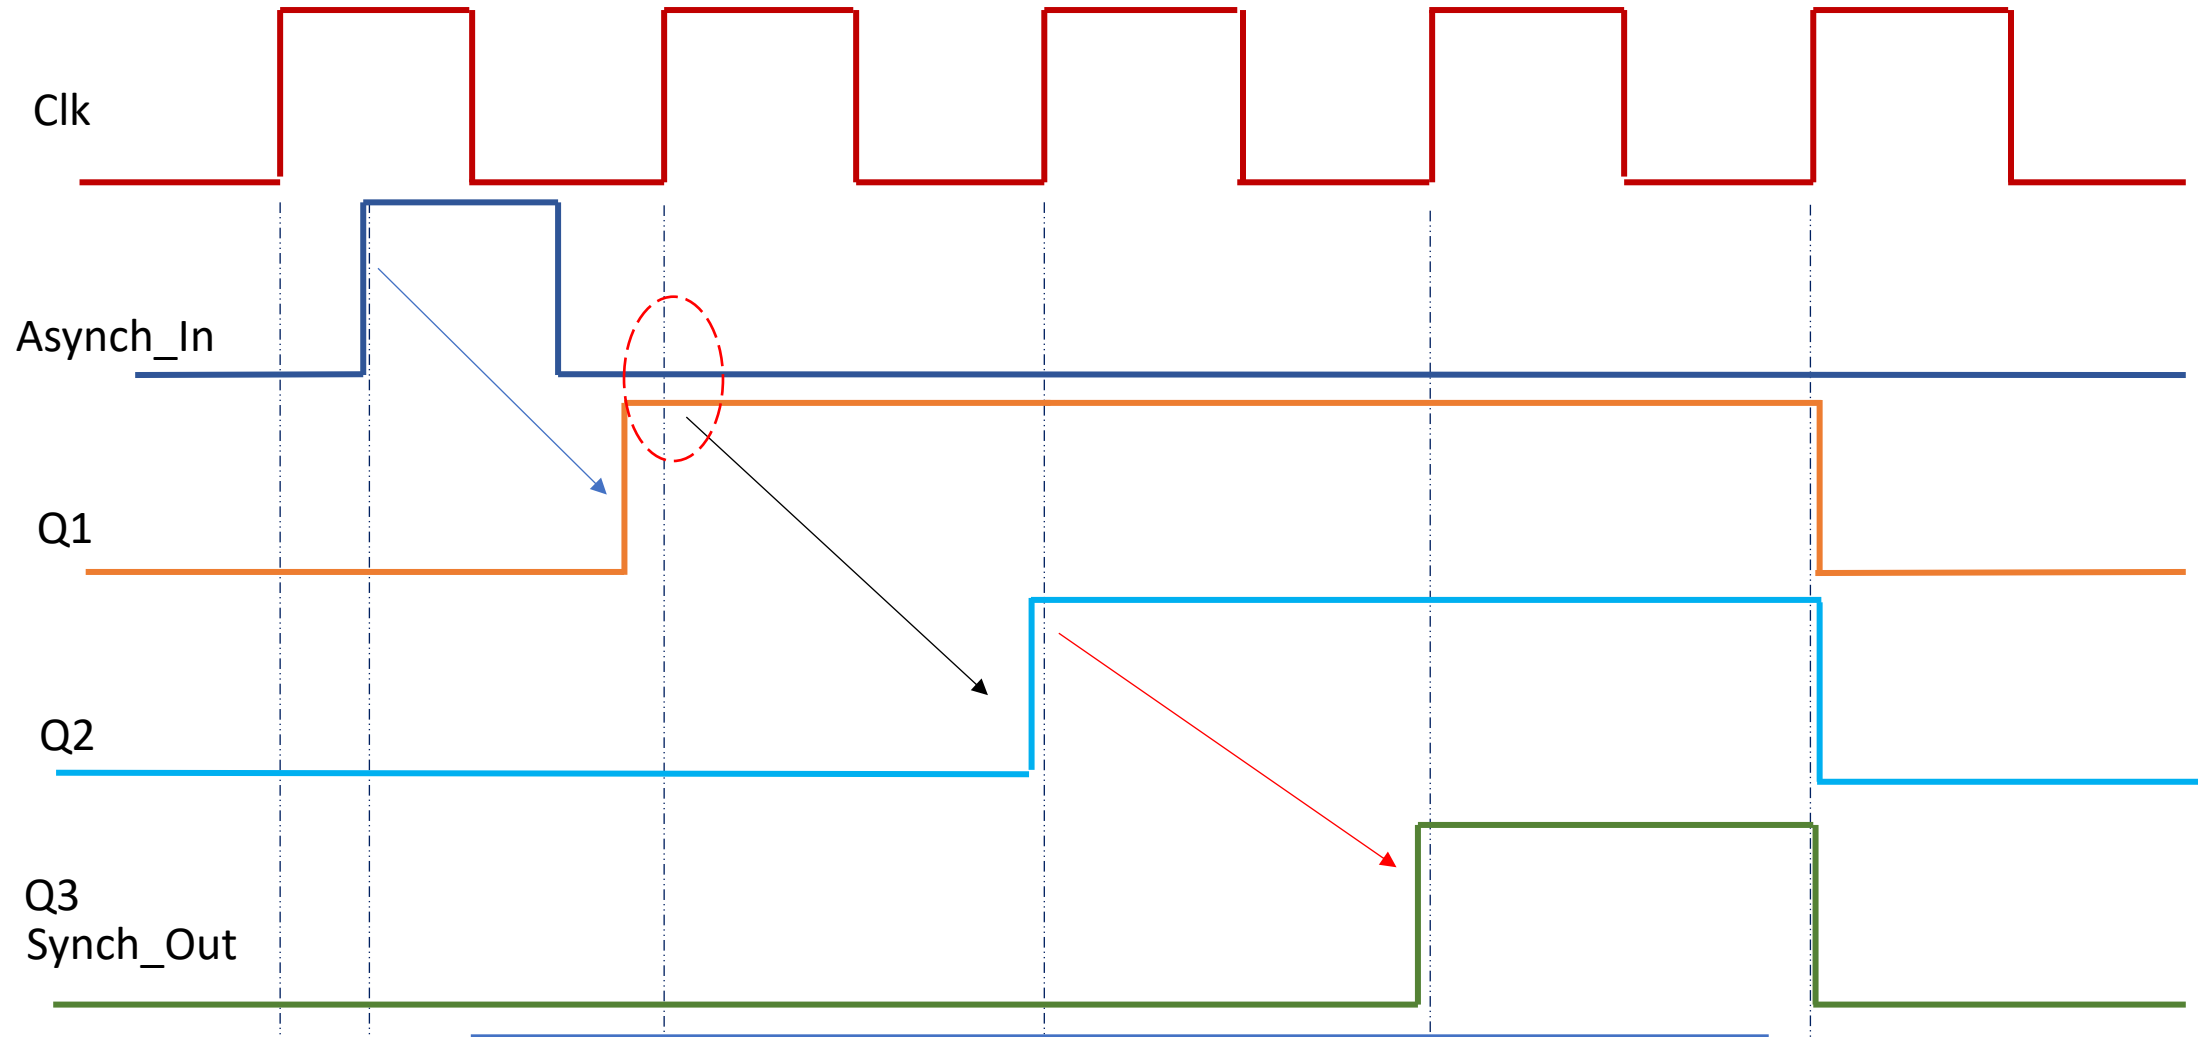 Clk
Asynch_In
Q1
Q2
Q3
Synch_Out